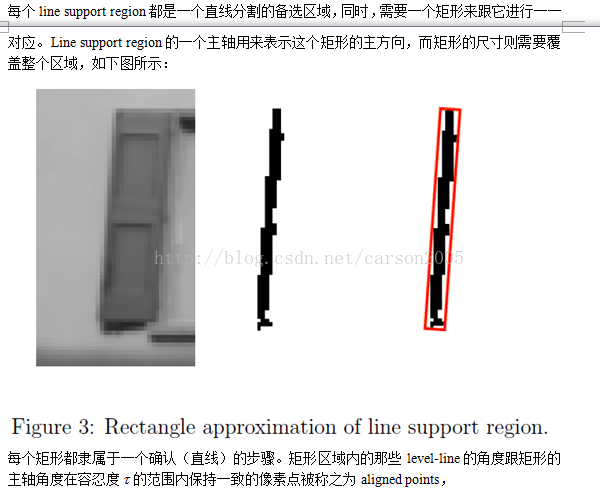 每个 line support region 都是一个直线分割的备选区域,同时,需要一个矩形来跟它进行一一
对应。Line support region 的一个主轴用来表示这个矩形的主方向，而矩形的尺寸则需要覆
盖整个区域，如下图所示：
http://blog.csdn.net/carson2005
Figure 3: Rectangle approximation of line support region.
每个矩形都隶属于一个确认（直线）的步骤。矩形区域内的那些 level-line 的角度跟矩形的
主轴角度在容忍度 τ 的范围内保持一致的像素点被称之为 aligned points，